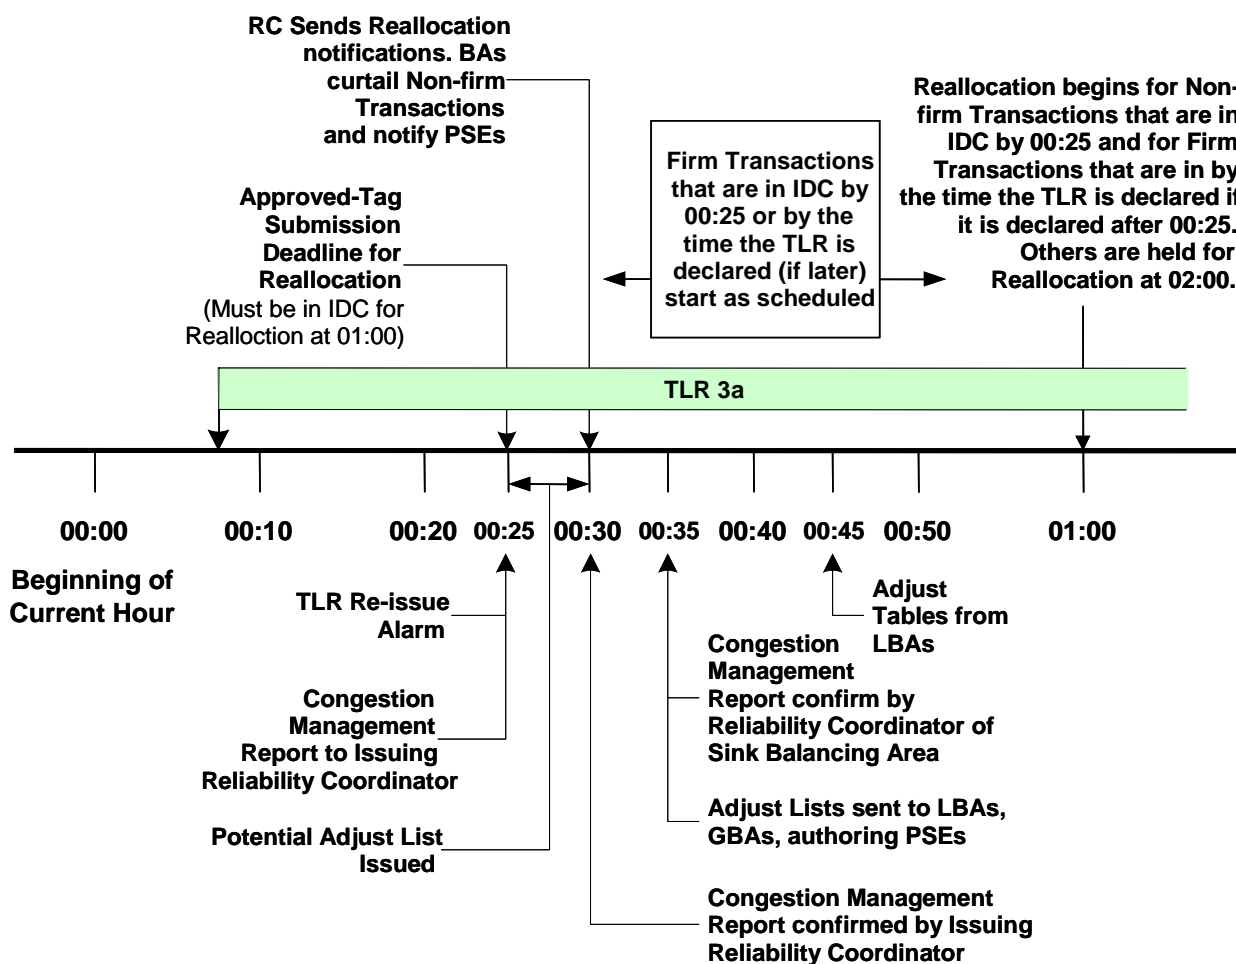 RC Sends Reallocation
notifications. BAs
curtail Non-firm
Transactions
and notify PSEs
Reallocation begins for Non-
firm Transactions that are in
IDC by 00:25 and for Firm
Transactions that are in by
the time the TLR is declared if
it is declared after 00:25.
Others are held for
Reallocation at 02:00.
Firm Transactions
that are in IDC by
00:25 or by the
time the TLR is
declared (if later)
start as scheduled
Approved-Tag
Submission
Deadline for
Reallocation
(Must be in IDC for
Realloction at 01:00)
TLR 3a
00:00 00:10 00:20 00:25 00:30 00:35 00:40 00:45 00:50 01:00
Beginning of
Current Hour
TLR Re-issue
Alarm
Adjust
Tables from
LBAs
Congestion
Management
Report to Issuing
Reliability Coordinator
Congestion
Management
Report confirm by
Reliability Coordinator of
Sink Balancing Area
Potential Adjust List
Issued
Adjust Lists sent to LBAs,
GBAs, authoring PSEs
Congestion Management
Report confirmed by Issuing
Reliability Coordinator